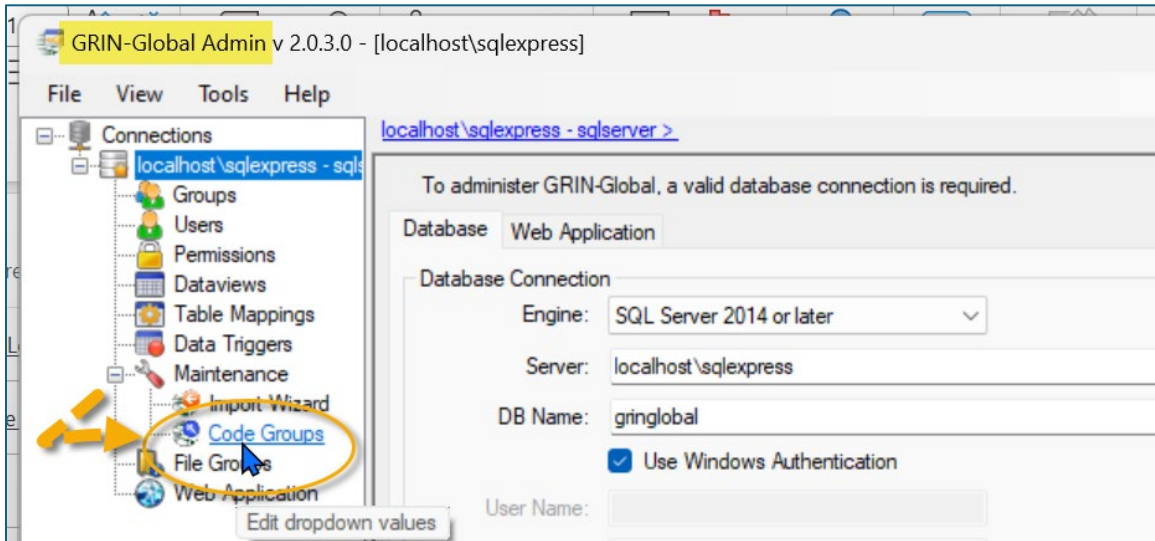 GRIN-Global Admin v 2.0.3.0 - [localhost\sqlexpress]
File View Tools Help
Connections
localhost\sqlexpress - sqls
Groups
Users
Permissions
Dataviews
Table Mappings
Data Triggers
Maintenance
Import Wizard
Code Groups
File Groups
Web Application
Edit dropdown values
localhost\sqlexpress - sqlserver >
To administer GRIN-Global, a valid database connection is required.
Database Web Application
Database Connection
Engine: SQL Server 2014 or later
Server: localhost\sqlexpress
DB Name: gringlobal
Use Windows Authentication
User Name: